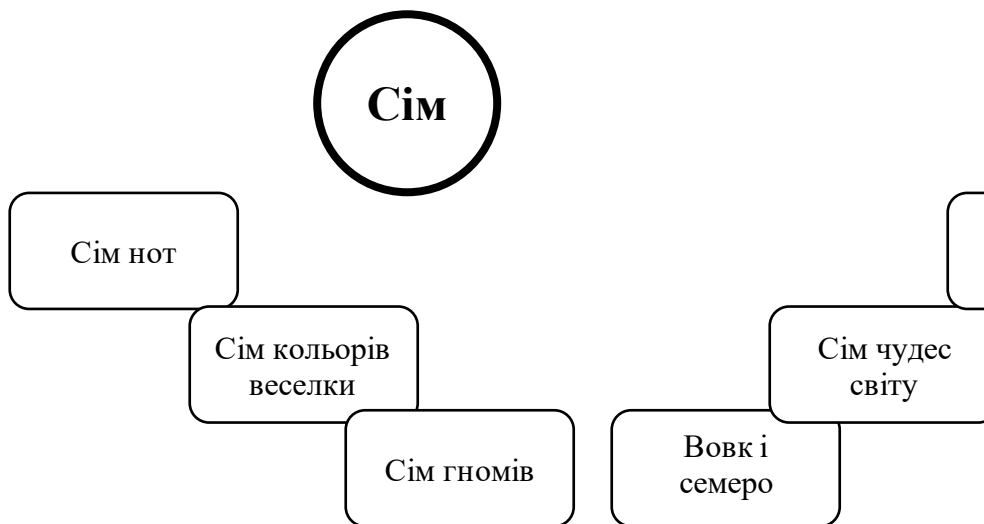 Сім
Сім нот
Сім кольорів
веселки
Сім чудес
світу
Сім гномів
Вовк і
семеро